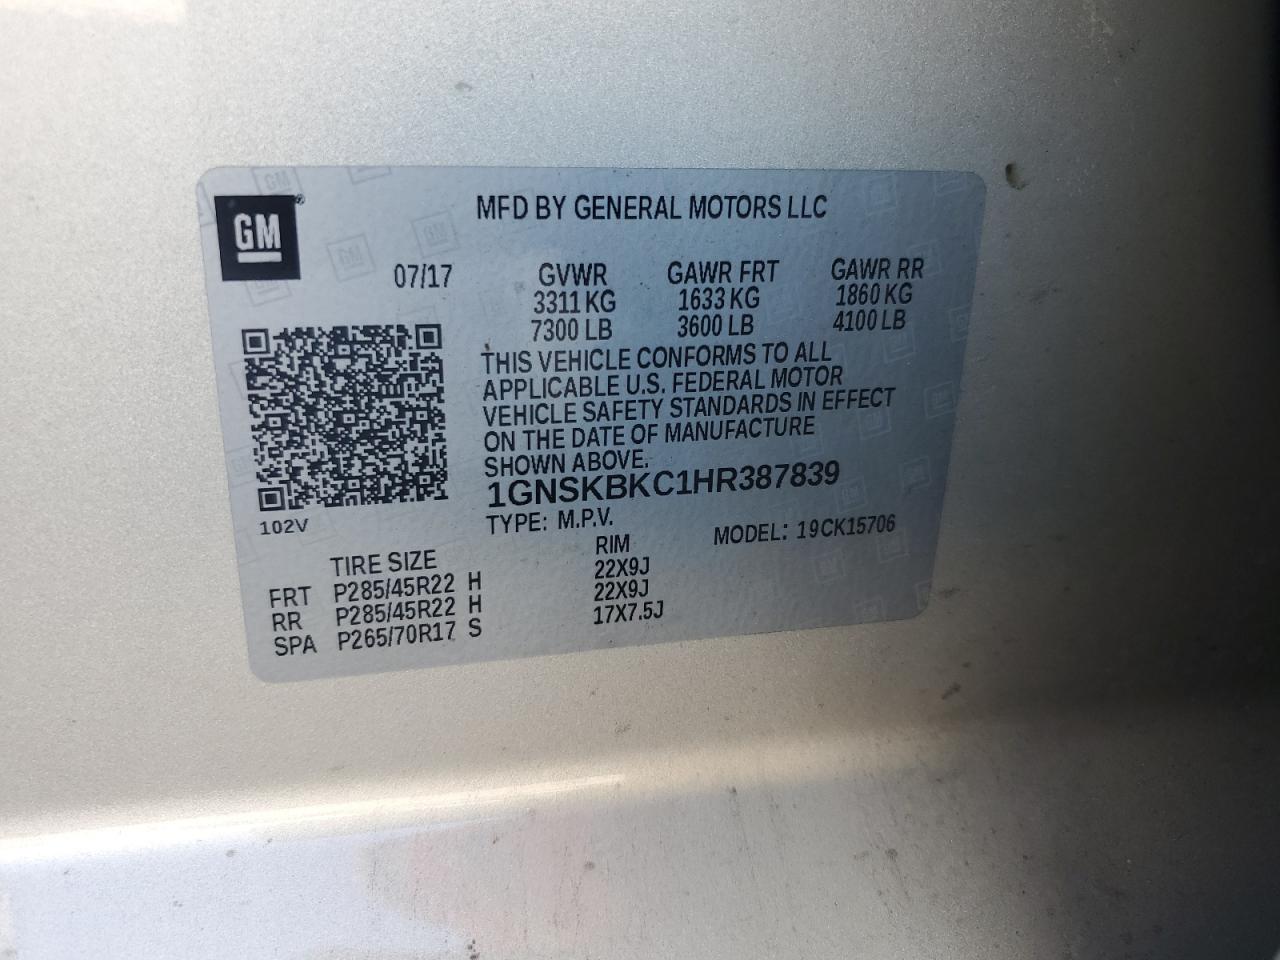 GM ®
MFD BY GENERAL MOTORS LLC
07/17 GVWR GAWR FRT GAWR RR
3311 KG 1633 KG 1860 KG
7300 LB 3600 LB 4100 LB
THIS VEHICLE CONFORMS TO ALL
APPLICABLE U.S. FEDERAL MOTOR
VEHICLE SAFETY STANDARDS IN EFFECT
ON THE DATE OF MANUFACTURE
SHOWN ABOVE.
1GNSKBKC1HR387839
102V
TYPE: M.P.V. MODEL: 19CK15706
TIRE SIZE RIM
FRT P285/45R22 H 22X9J
RR P285/45R22 H 22X9J
SPA P265/70R17 S 17X7.5J